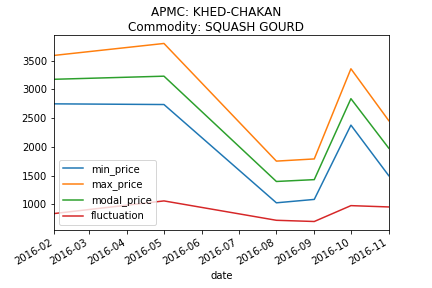 APMC: KHED-CHAKAN
Commodity: SQUASH GOURD
3500
3000
2500
2000
1500
1000
min_price
max_price
modal_price
fluctuation
2016-02
2016-03
2016-04
2016-05
2016-06
2016-07
2016-08
2016-09
2016-10
2016-11
date